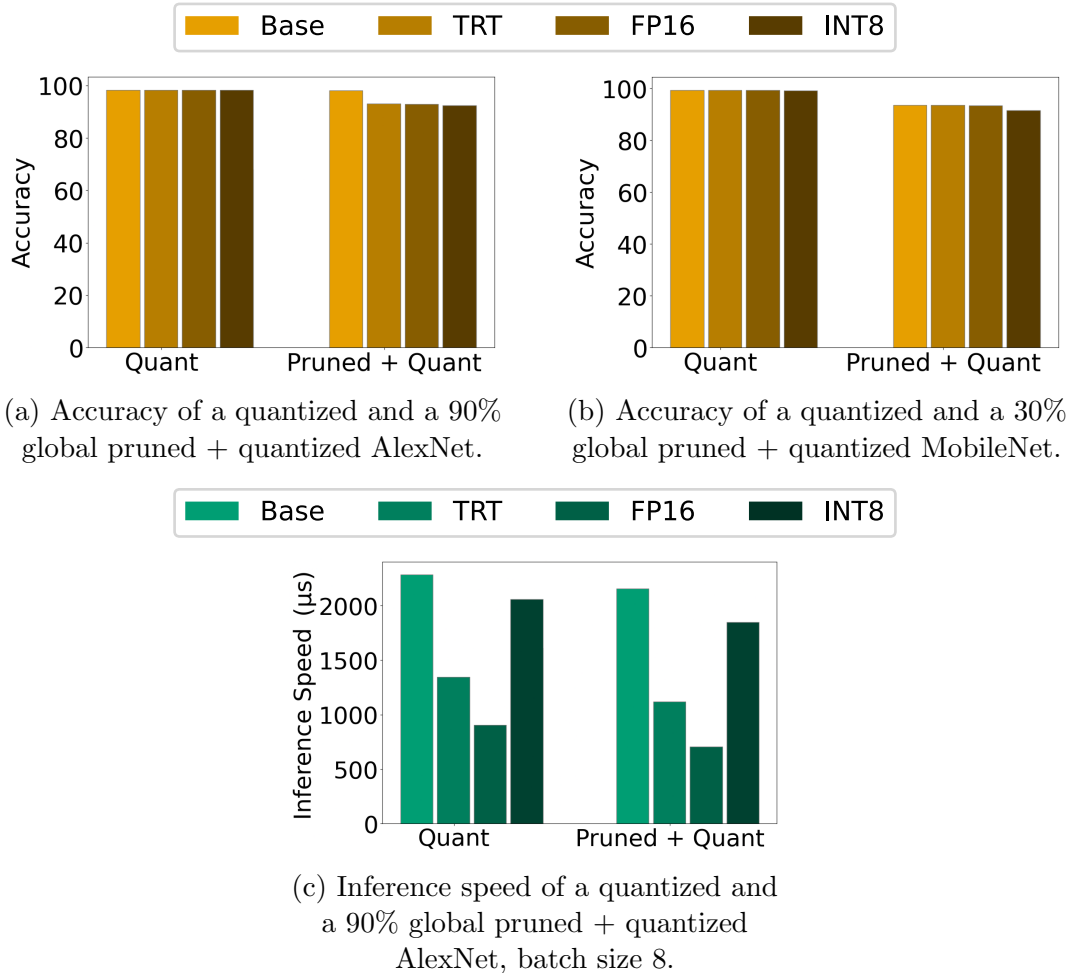 Base TRT FP16 INT8
100
80
60
40
20
0
Accuracy
Quant Pruned + Quant
100
80
60
40
20
0
Accuracy
Quant Pruned + Quant
(a) Accuracy of a quantized and a 90%
global pruned + quantized AlexNet.
(b) Accuracy of a quantized and a 30%
global pruned + quantized MobileNet.
Base TRT FP16 INT8
2000
1500
1000
500
0
Inference Speed (µs)
Quant Pruned + Quant
(c) Inference speed of a quantized and
a 90% global pruned + quantized
AlexNet, batch size 8.